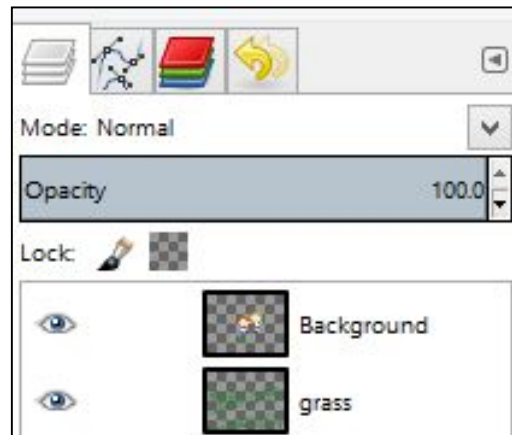 Mode: Normal
Opacity 100.0
Lock:
Background
grass